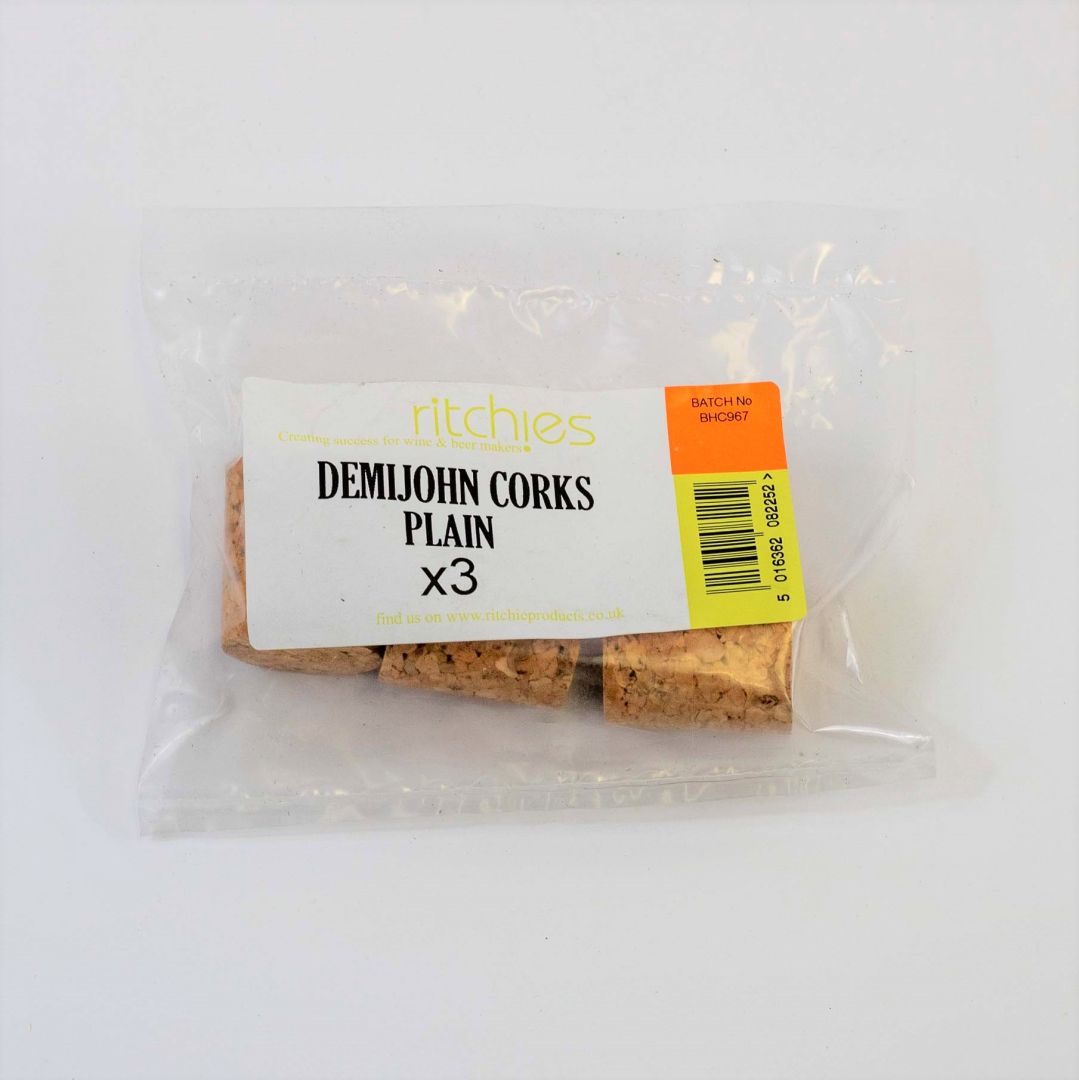 ritchies
Creating success for wine & beer makers
DEMIJOHN CORKS
PLAIN
x3
find us on www.ritchieproducts.co.uk
BATCH No
BHC967
5 016362 082252 >